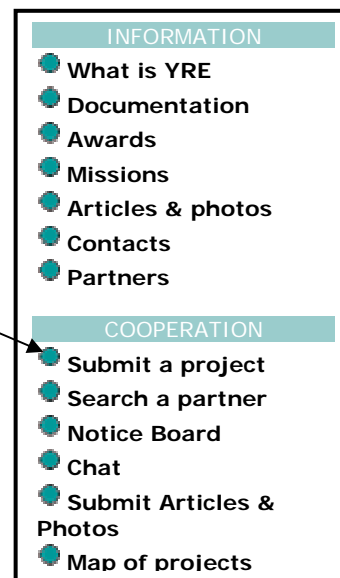 INFORMATION
What is YRE
Documentation
Awards
Missions
Articles & photos
Contacts
Partners
COOPERATION
Submit a project
Search a partner
Notice Board
Chat
Submit Articles &
Photos
Map of projects